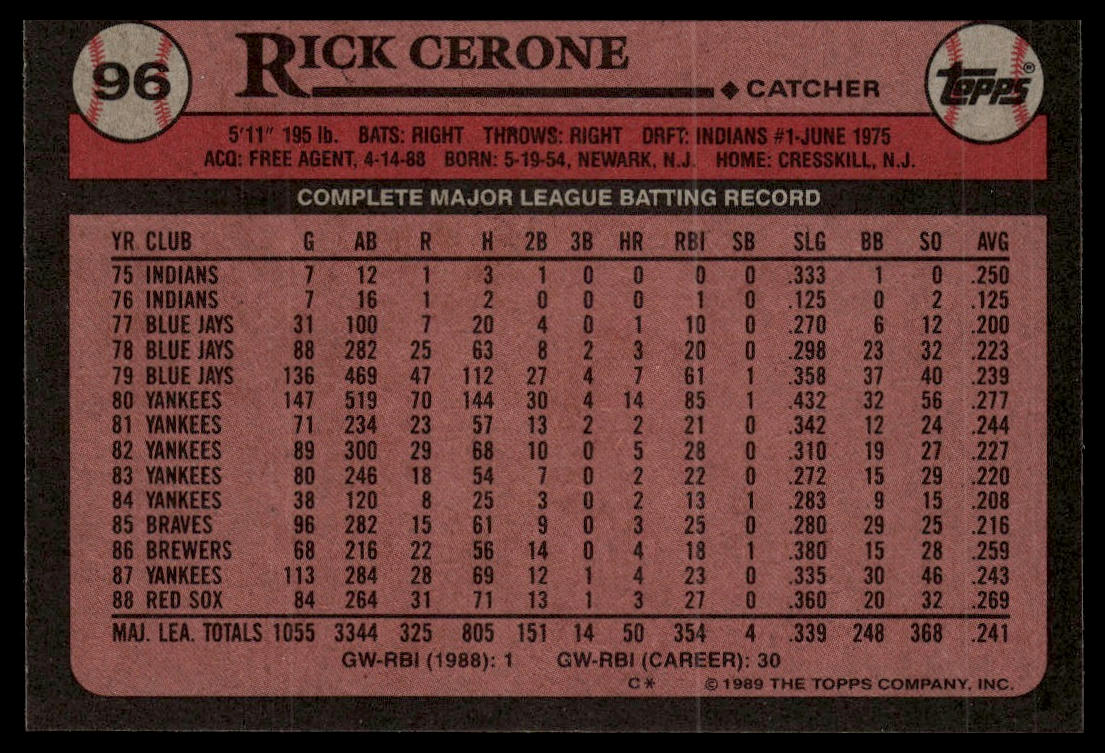 96 RICK CERONE topps®
◆ CATCHER
5'11" 195 lb. BATS: RIGHT THROWS: RIGHT DRFT: INDIANS #1-JUNE 1975
ACQ: FREE AGENT, 4-14-88 BORN: 5-19-54, NEWARK, N.J. HOME: CRESSKILL, N.J.
COMPLETE MAJOR LEAGUE BATTING RECORD
YR CLUB G AB R H 2B 3B HR RBI SB SLG BB SO AVG
75 INDIANS 7 12 1 3 1 0 0 0 0 .333 1 0 .250
76 INDIANS 7 16 1 2 0 0 0 1 0 .125 0 2 .125
77 BLUE JAYS 31 100 7 20 4 0 1 10 0 .270 6 12 .200
78 BLUE JAYS 88 282 25 63 8 2 3 20 0 .298 23 32 .223
79 BLUE JAYS 136 469 47 112 27 4 7 61 1 .358 37 40 .239
80 YANKEES 147 519 70 144 30 4 14 85 1 .432 32 56 .277
81 YANKEES 71 234 23 57 13 2 2 21 0 .342 12 24 .244
82 YANKEES 89 300 29 68 10 0 5 28 0 .310 19 27 .227
83 YANKEES 80 246 18 54 7 0 2 22 0 .272 15 29 .220
84 YANKEES 38 120 8 25 3 0 2 13 1 .283 9 15 .208
85 BRAVES 96 282 15 61 9 0 3 25 0 .280 29 25 .216
86 BREWERS 68 216 22 56 14 0 4 18 1 .380 15 28 .259
87 YANKEES 113 284 28 69 12 1 4 23 0 .335 30 46 .243
88 RED SOX 84 264 31 71 13 1 3 27 0 .360 20 32 .269
MAJ. LEA. TOTALS 1055 3344 325 805 151 14 50 354 4 .339 248 368 .241
GW-RBI (1988): 1 GW-RBI (CAREER): 30
C* © 1989 THE TOPPS COMPANY, INC.